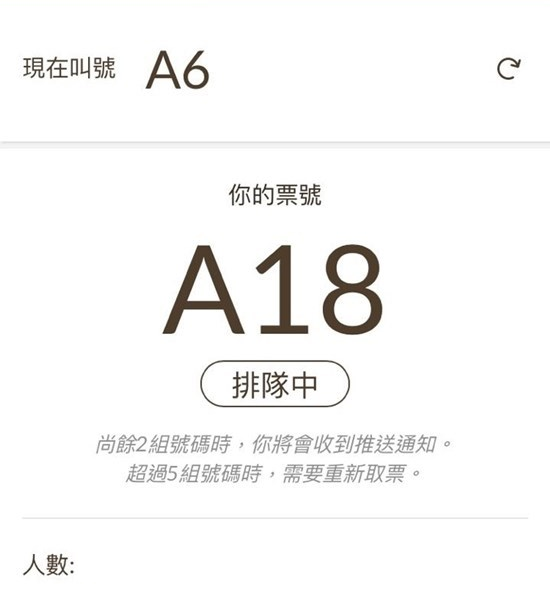 現在叫號 A6
你的票號
A18
排隊中
尚餘2組號碼時，你將會收到推送通知。
超過5組號碼時，需要重新取票。
人數: